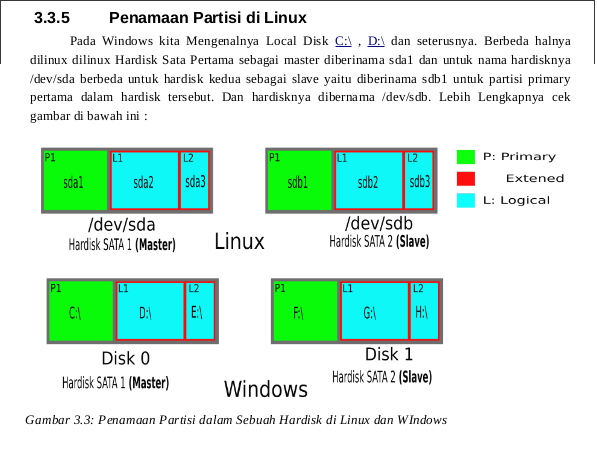 3.3.5 Penamaan Partisi di Linux
Pada Windows kita Mengenalnya Local Disk C:\ , D:\ dan seterusnya. Berbeda halnya
dilinux dilinux Hardisk Sata Pertama sebagai master diberinama sda1 dan untuk nama hardisknya
/dev/sda berbeda untuk hardisk kedua sebagai slave yaitu diberinama sdb1 untuk partisi primary
pertama dalam hardisk tersebut. Dan hardisknya dibernama /dev/sdb. Lebih Lengkapnya cek
gambar di bawah ini :
P1 L1 L2
sda1 sda2 sda3
/dev/sda
Hardisk SATA 1 (Master)
P1 L1 L2
sdb1 sdb2 sdb3
/dev/sdb
Hardisk SATA 2 (Slave)
P: Primary
Extened
L: Logical
Linux
P1 L1 L2
C:\ D:\ E:\
Disk 0
Hardisk SATA 1 (Master)
P1 L1 L2
F:\ G:\ H:\
Disk 1
Hardisk SATA 2 (Slave)
Windows
Gambar 3.3: Penamaan Partisi dalam Sebuah Hardisk di Linux dan WIndows